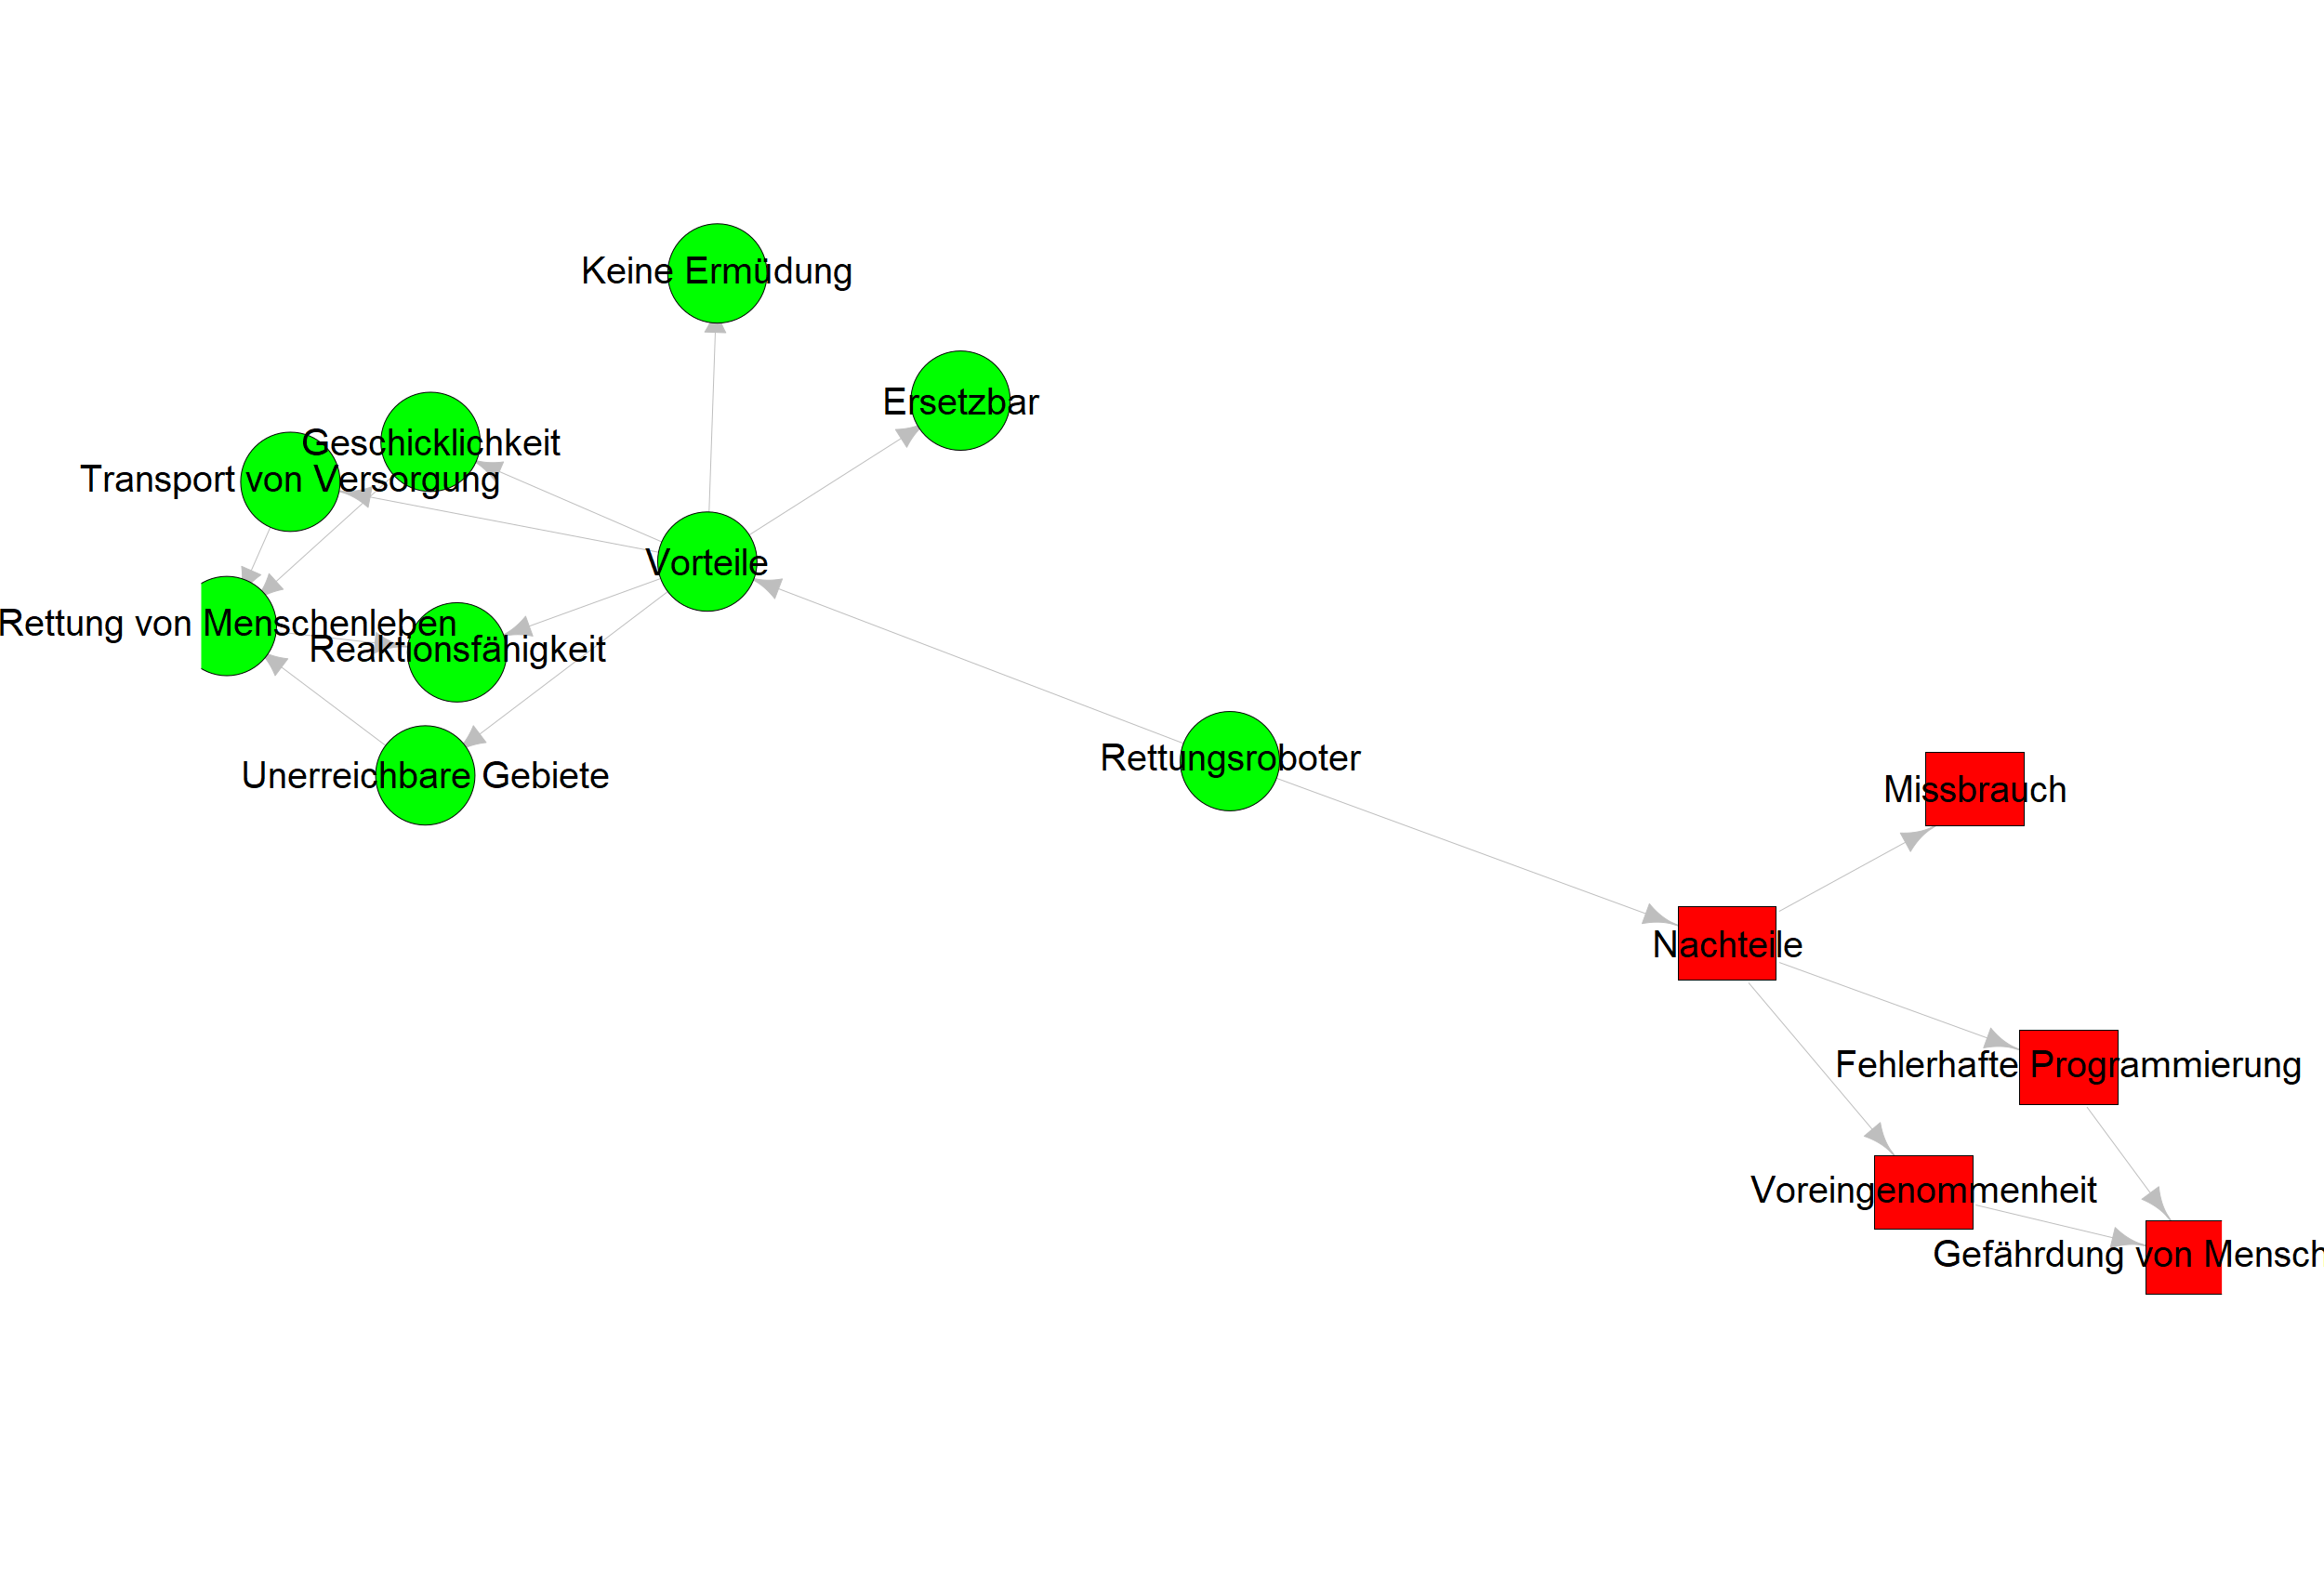 Keine Ermüdung
Ersetzbar
Geschicklichkeit
Transport von Versorgung
Vorteile
Rettung von Menschenleben
Reaktionsfähigkeit
Unerreichbare Gebiete
Rettungsroboter
Missbrauch
Nachteile
Fehlerhafte Programmierung
Voreingenommenheit
Gefährdung von Mensch